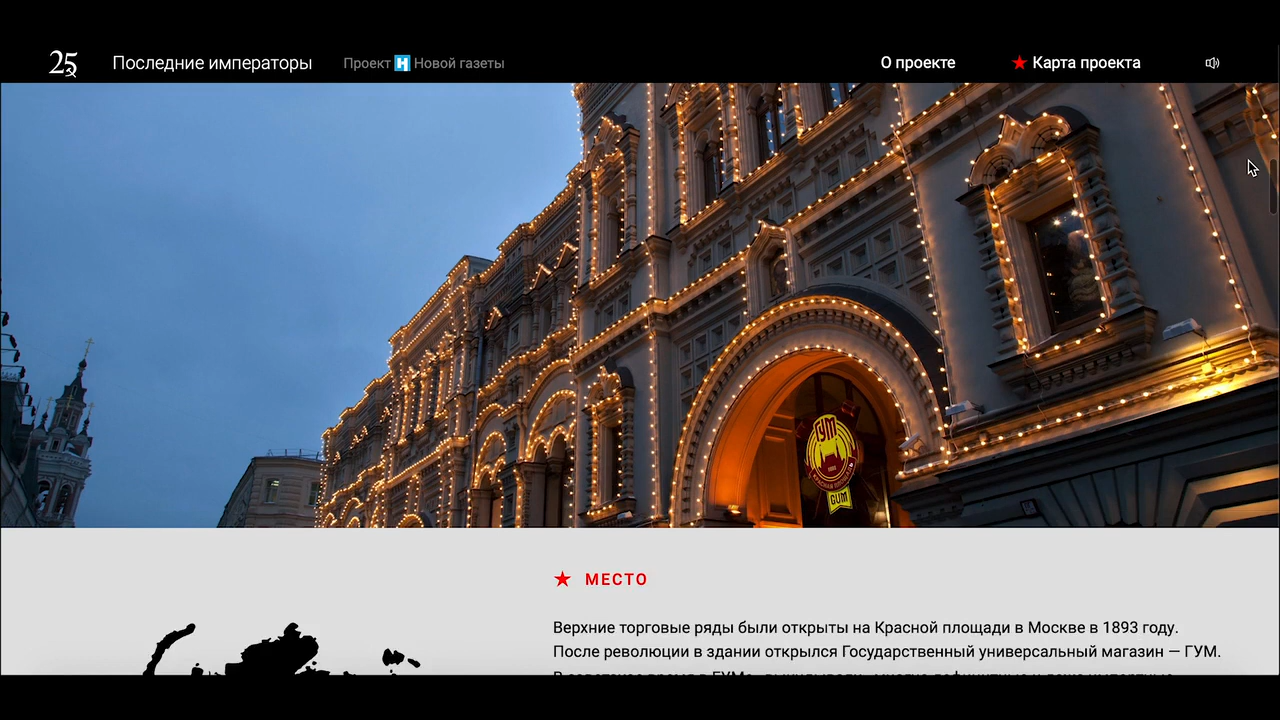 25
Последние императоры
Проект Н Новой газеты
О проекте
Карта проекта
ГУМ
GUM
МЕСТО
Верхние торговые ряды были открыты на Красной площади в Москве в 1893 году.
После революции в здании открылся Государственный универсальный магазин — ГУМ.